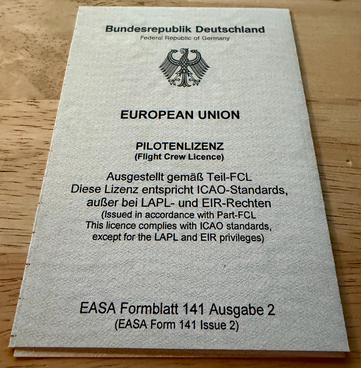 Bundesrepublik Deutschland
Federal Republic of Germany
EUROPEAN UNION
PILOTENLIZENZ
(Flight Crew Licence)
Ausgestellt gemäß Teil-FCL
Diese Lizenz entspricht ICAO-Standards,
außer bei LAPL- und EIR-Rechten
(Issued in accordance with Part-FCL
This licence complies with ICAO standards,
except for the LAPL and EIR privileges)
EASA Formblatt 141 Ausgabe 2
(EASA Form 141 Issue 2)